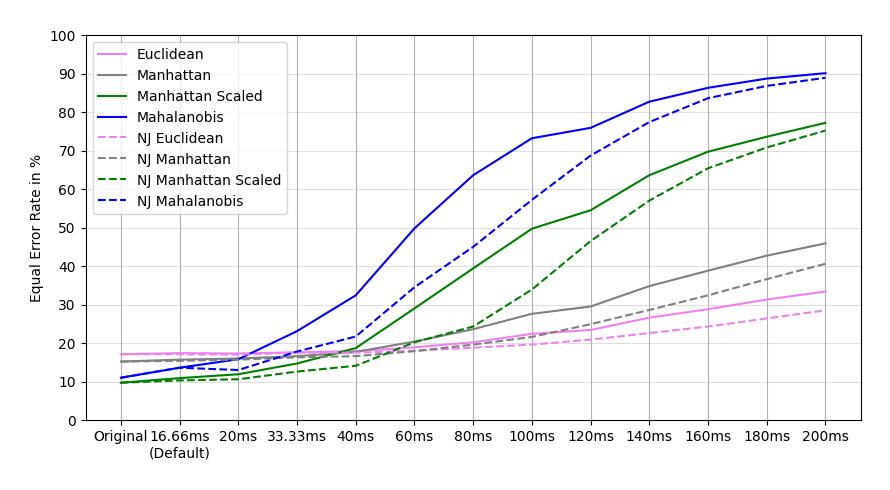 100
90
80
70
60
50
40
30
20
10
0
Equal Error Rate in %
Euclidean
Manhattan
Manhattan Scaled
Mahalanobis
NJ Euclidean
NJ Manhattan
NJ Manhattan Scaled
NJ Mahalanobis
Original 16.66ms 20ms 33.33ms 40ms 60ms 80ms 100ms 120ms 140ms 160ms 180ms 200ms
(Default)